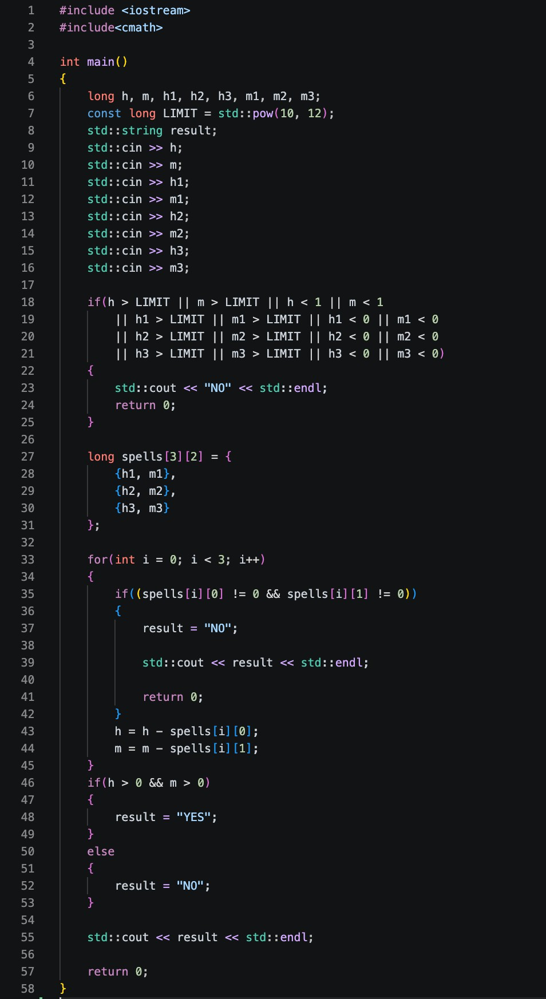 1 #include <iostream>
2 #include<cmath>
3
4 int main()
5 {
6     long h, m, h1, h2, h3, m1, m2, m3;
7     const long LIMIT = std::pow(10, 12);
8     std::string result;
9     std::cin >> h;
10     std::cin >> m;
11     std::cin >> h1;
12     std::cin >> m1;
13     std::cin >> h2;
14     std::cin >> m2;
15     std::cin >> h3;
16     std::cin >> m3;
17
18     if(h > LIMIT || m > LIMIT || h < 1 || m < 1
19         || h1 > LIMIT || m1 > LIMIT || h1 < 0 || m1 < 0
20         || h2 > LIMIT || m2 > LIMIT || h2 < 0 || m2 < 0
21         || h3 > LIMIT || m3 > LIMIT || h3 < 0 || m3 < 0)
22     {
23         std::cout << "NO" << std::endl;
24         return 0;
25     }
26
27     long spells[3][2] = {
28         {h1, m1},
29         {h2, m2},
30         {h3, m3}
31     };
32
33     for(int i = 0; i < 3; i++)
34     {
35         if((spells[i][0] != 0 && spells[i][1] != 0))
36         {
37             result = "NO";
38
39             std::cout << result << std::endl;
40
41             return 0;
42         }
43         h = h - spells[i][0];
44         m = m - spells[i][1];
45     }
46     if(h > 0 && m > 0)
47     {
48         result = "YES";
49     }
50     else
51     {
52         result = "NO";
53     }
54
55     std::cout << result << std::endl;
56
57     return 0;
58 }